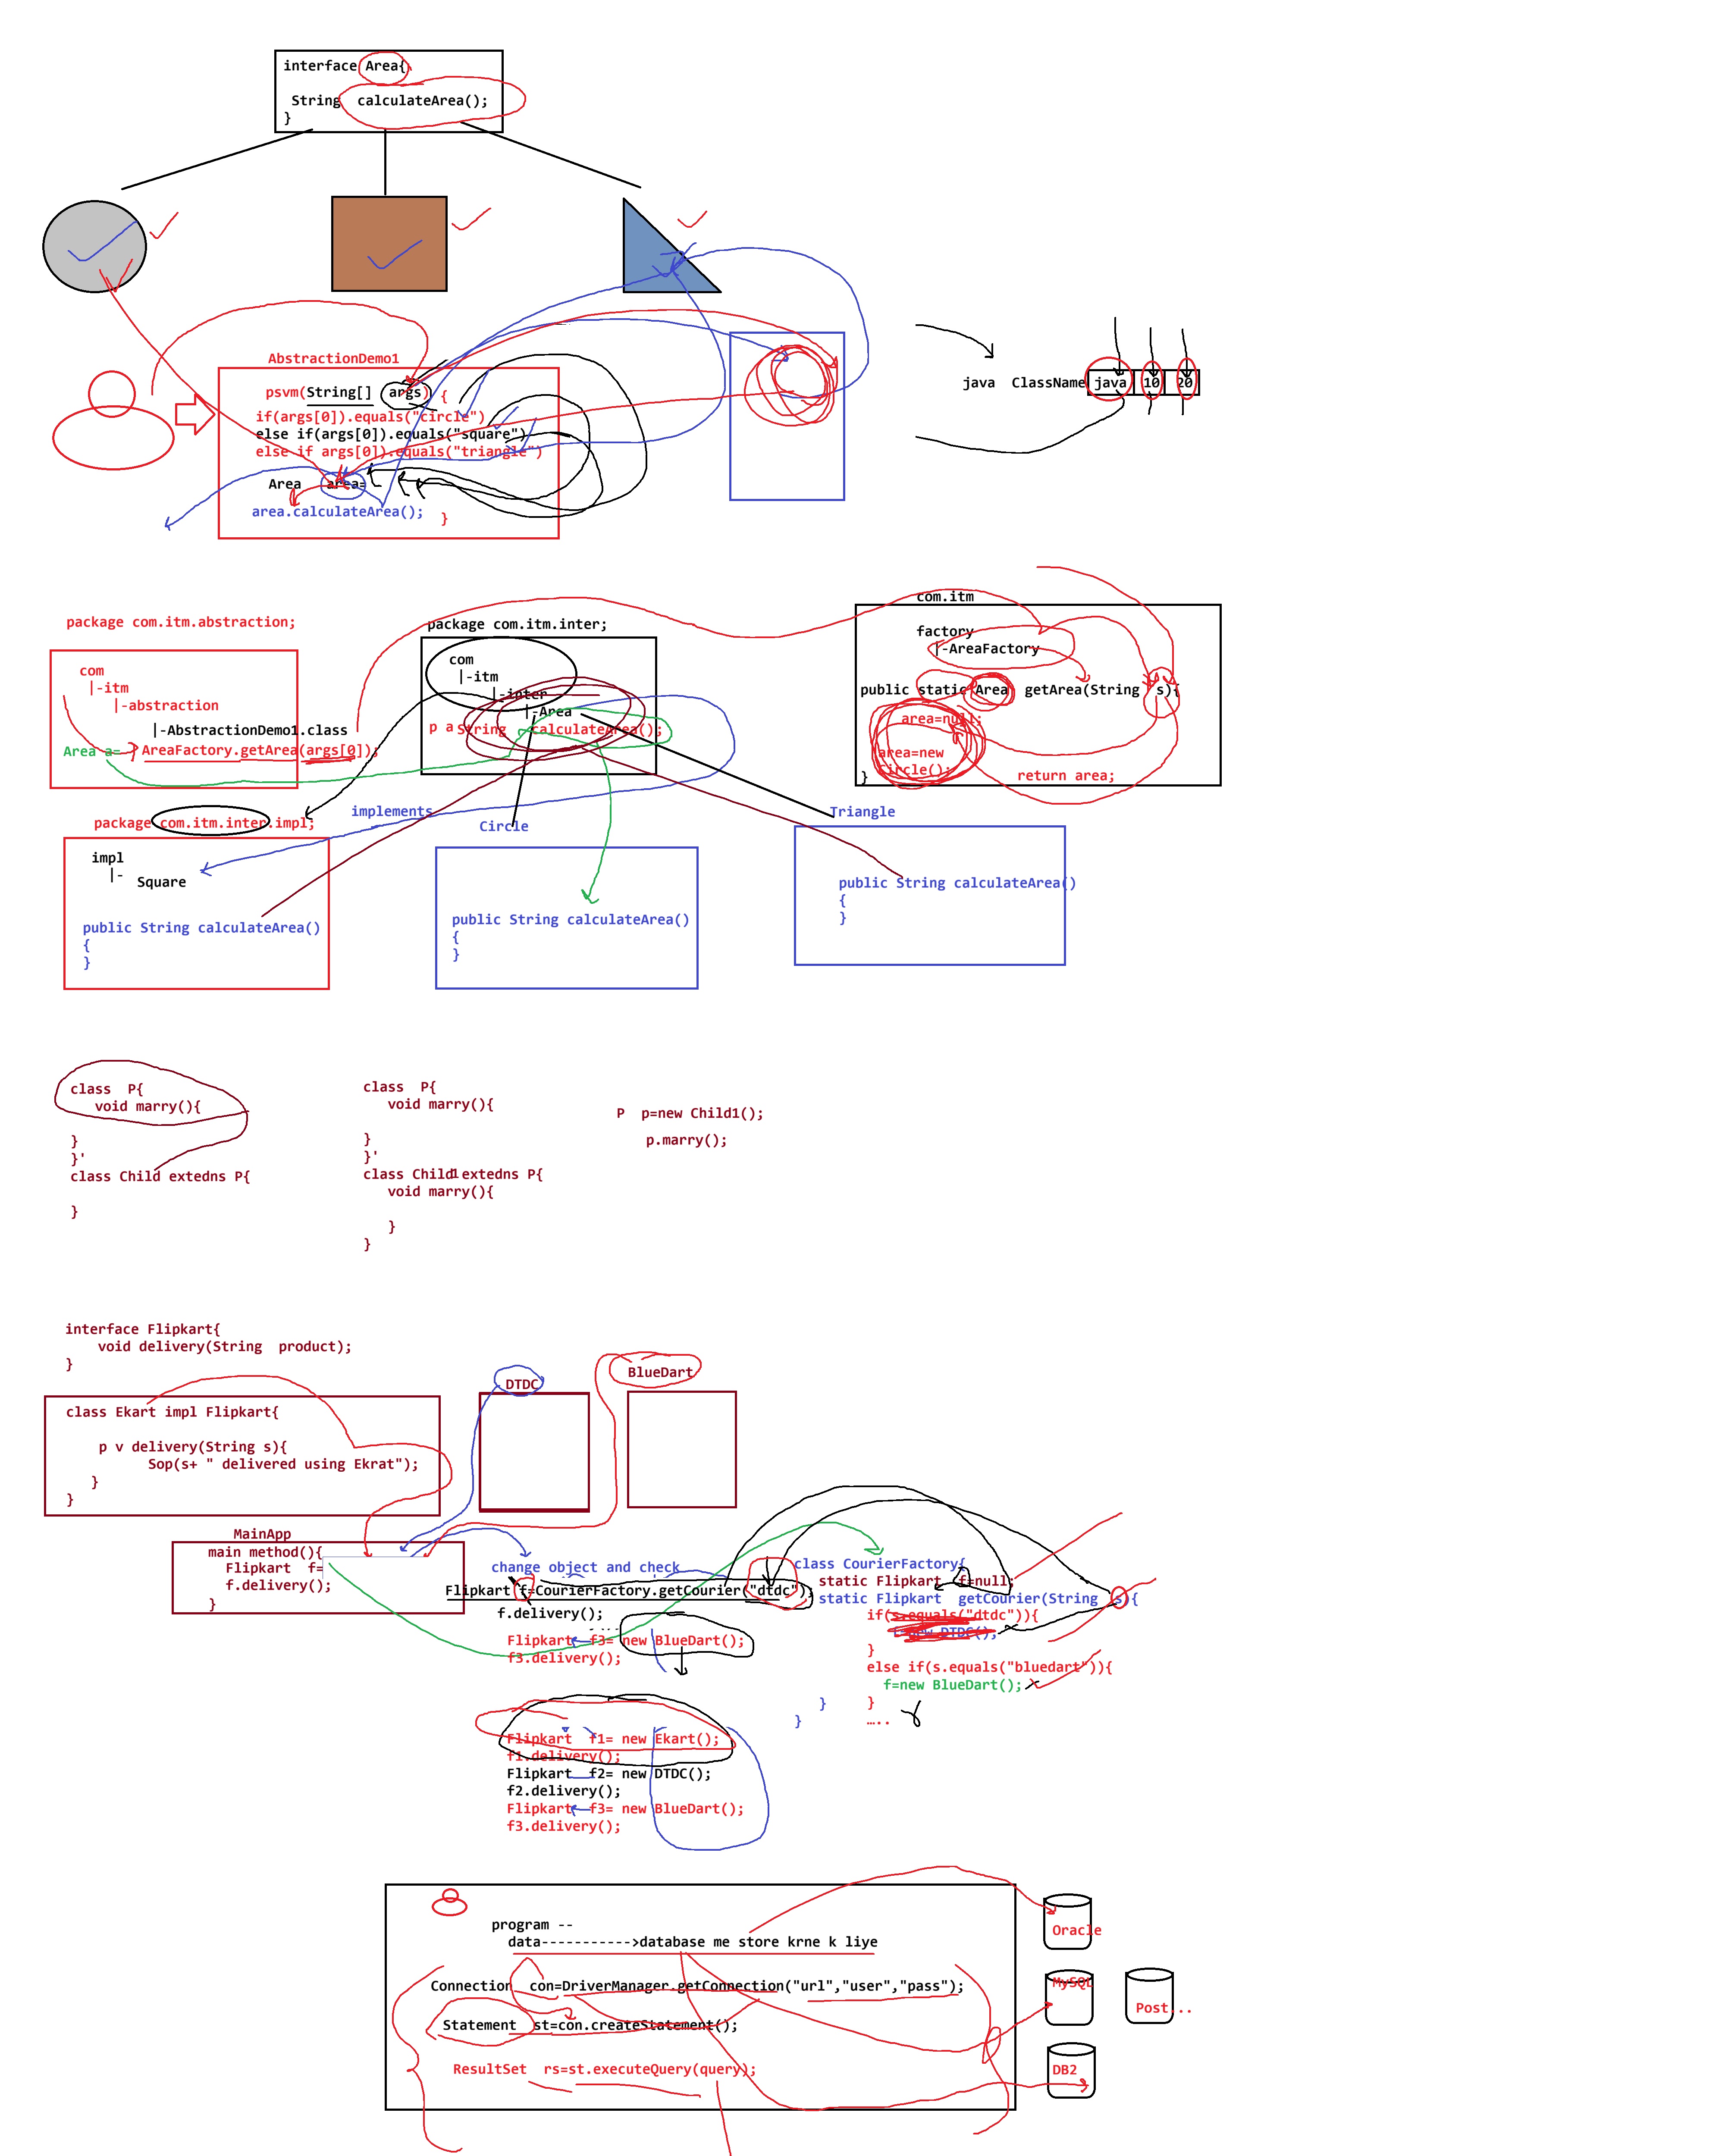 interface Area{
String calculateArea();
}
AbstractionDemo1
psvm(String[] args) {
if(args[0]).equals("circle")
else if(args[0]).equals("square")
else if args[0]).equals("triangle")
Area area=
area.calculateArea();
}
java ClassName java 10 20
package com.itm.abstraction;
com
|-itm
|-abstraction
|-AbstractionDemo1.class
Area a= AreaFactory.getArea(args[0]);
package com.itm.inter;
com
|-itm
|-inter
|-Area
p a String calculateArea();
com.itm
factory
|-AreaFactory
public static Area getArea(String s){
area=null;
area=new
Circle();
return area;
}
package com.itm.inter.impl;
implements
Circle
Triangle
impl
|-
Square
public String calculateArea()
{
}
public String calculateArea()
{
}
public String calculateArea()
{
}
class P{
void marry(){
}
}'
class Child extedns P{
}
class P{
void marry(){
}
}'
class Child1 extedns P{
void marry(){
}
}
P p=new Child1();
p.marry();
interface Flipkart{
void delivery(String product);
}
class Ekart impl Flipkart{
p v delivery(String s){
Sop(s+ " delivered using Ekrat");
}
}
DTDC
BlueDart
MainApp
main method(){
Flipkart f=
f.delivery();
}
change object and check
Flipkart f=CourierFactory.getCourier("dtdc");
f.delivery();
Flipkart f3= new BlueDart();
f3.delivery();
class CourierFactory{
static Flipkart f=null;
static Flipkart getCourier(String s){
if(s.equals("dtdc")){
f=new DTDC();
}
else if(s.equals("bluedart")){
f=new BlueDart();
}
…..
}
}
Flipkart f1= new Ekart();
f1.delivery();
Flipkart f2= new DTDC();
f2.delivery();
Flipkart f3= new BlueDart();
f3.delivery();
program --
data----------->database me store krne k liye
Connection con=DriverManager.getConnection("url","user","pass");
Statement st=con.createStatement();
ResultSet rs=st.executeQuery(query);
Oracle
MySQL
Post...
DB2